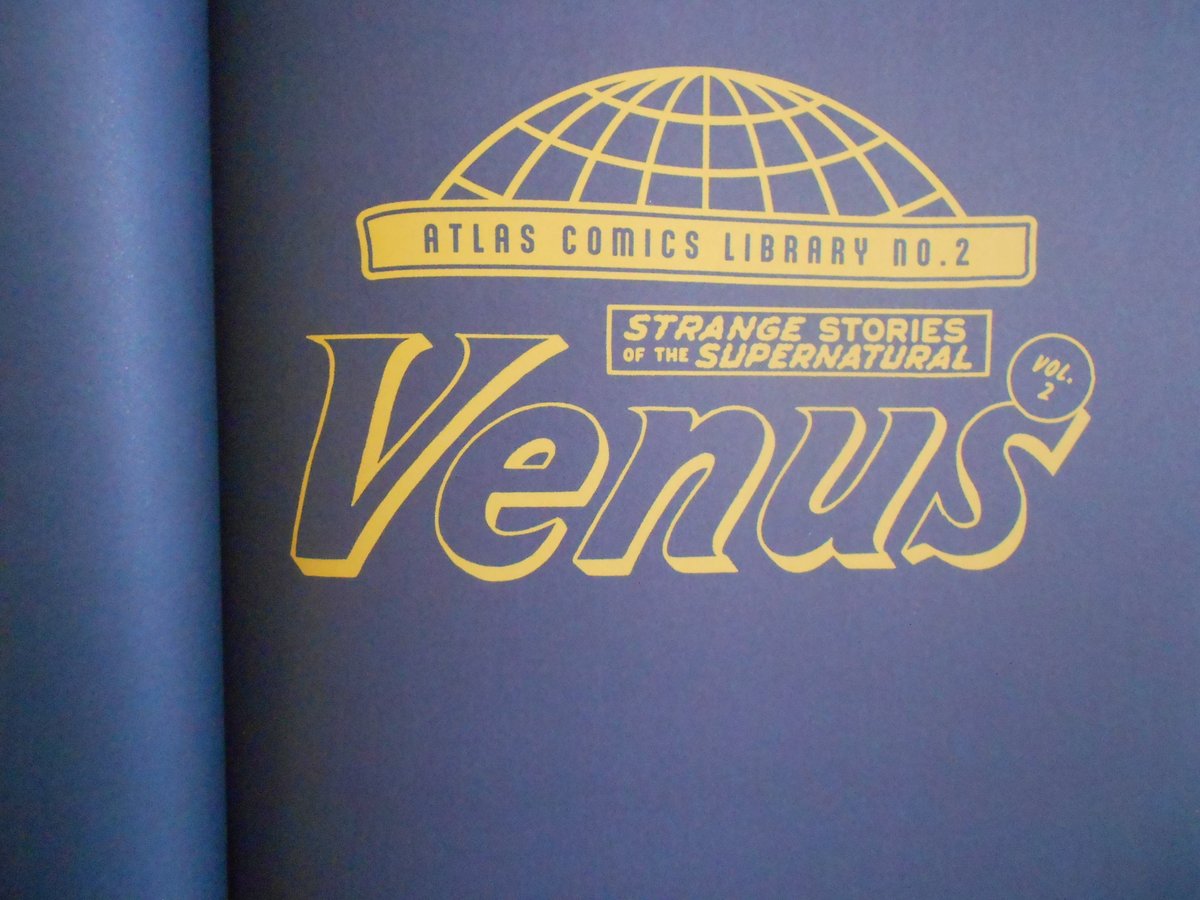 ATLAS COMICS LIBRARY NO.2
STRANGE STORIES
OF THE SUPERNATURAL
VOL.
2
Venus